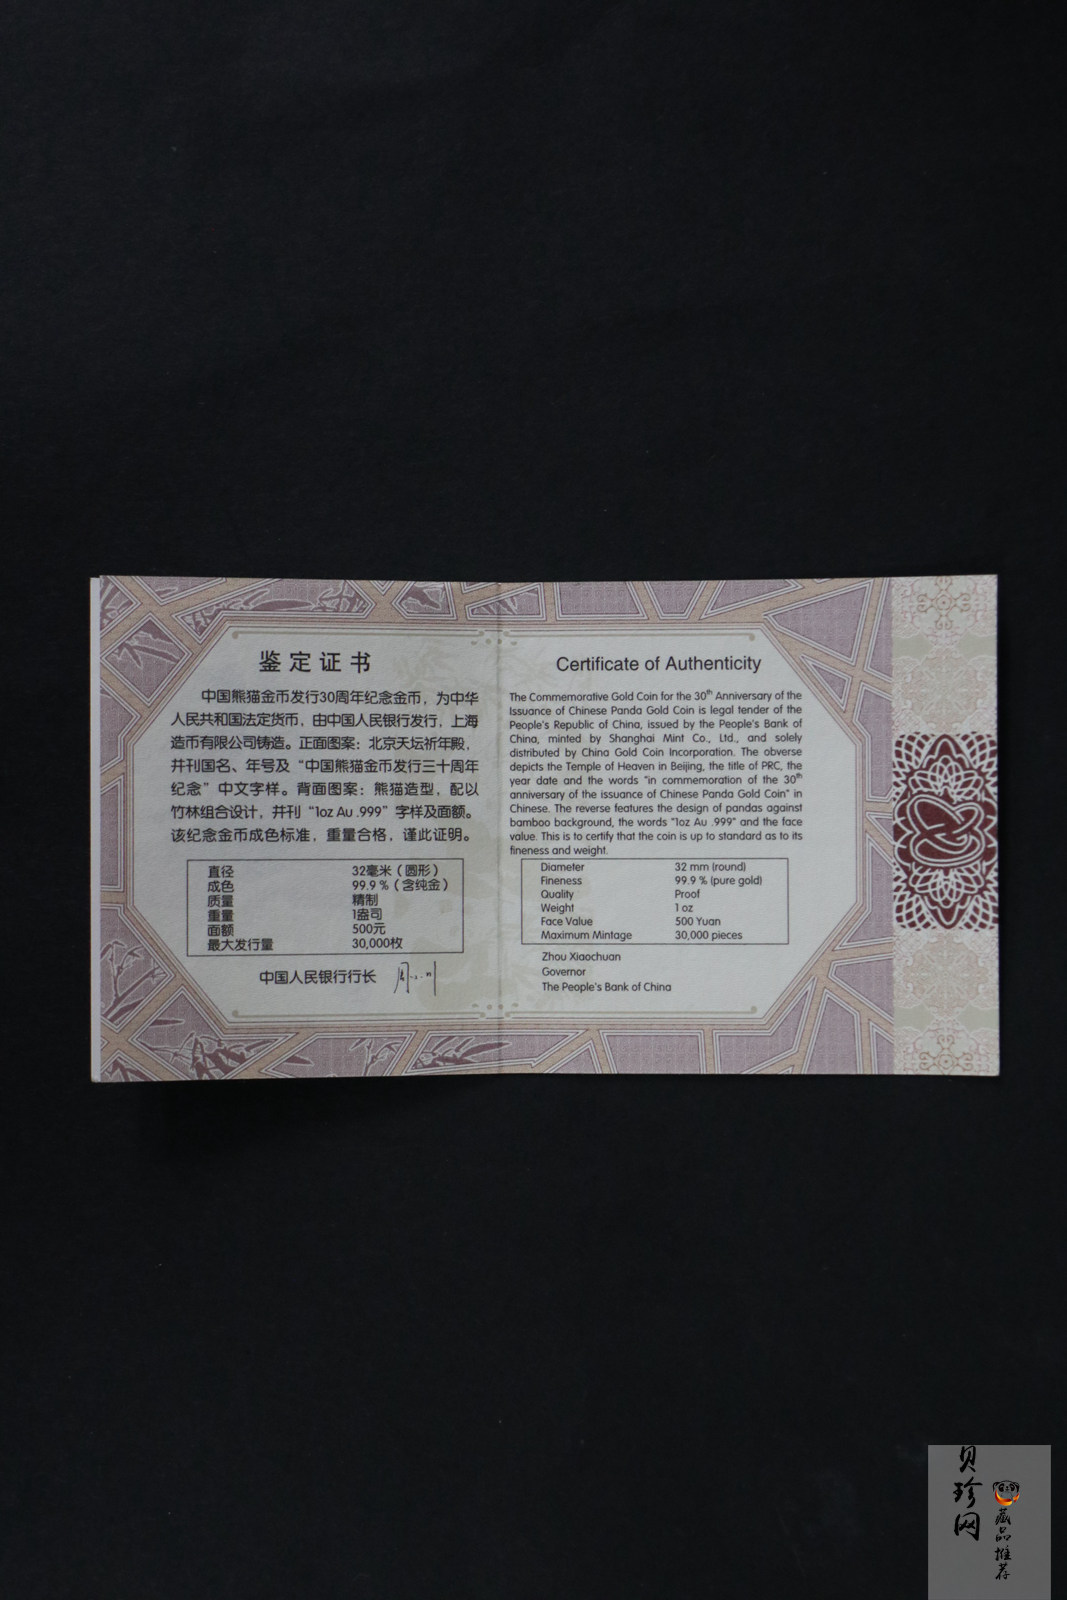 鉴定证书
中国熊猫金币发行30周年纪念金币，为中华
人民共和国法定货币，由中国人民银行发行，上海
造币有限公司铸造。正面图案：北京天坛祈年殿，
并刊国名、年号及“中国熊猫金币发行三十周年
纪念”中文字样。背面图案：熊猫造型，配以
竹林组合设计，并刊“1oz Au .999”字样及面额。
该纪念金币成色标准，重量合格，谨此证明。
直径 32毫米（圆形）
成色 99.9％（含纯金）
质量 精制
重量 1盎司
面额 500元
最大发行量 30,000枚
中国人民银行行长
Certificate of Authenticity
The Commemorative Gold Coin for the 30th Anniversary of the
Issuance of Chinese Panda Gold Coin is legal tender of the
People's Republic of China, issued by the People's Bank of
China, minted by Shanghai Mint Co., Ltd., and solely
distributed by China Gold Coin Incorporation. The obverse
depicts the Temple of Heaven in Beijing, the title of PRC, the
year date and the words "in commemoration of the 30th
anniversary of the issuance of Chinese Panda Gold Coin" in
Chinese. The reverse features the design of pandas against
bamboo background, the words "1oz Au .999" and the face
value. This is to certify that the coin is up to standard as to its
fineness and weight.
Diameter 32 mm (round)
Fineness 99.9 % (pure gold)
Quality Proof
Weight 1 oz
Face Value 500 Yuan
Maximum Mintage 30,000 pieces
Zhou Xiaochuan
Governor
The People's Bank of China
贝珍网
藏品推荐